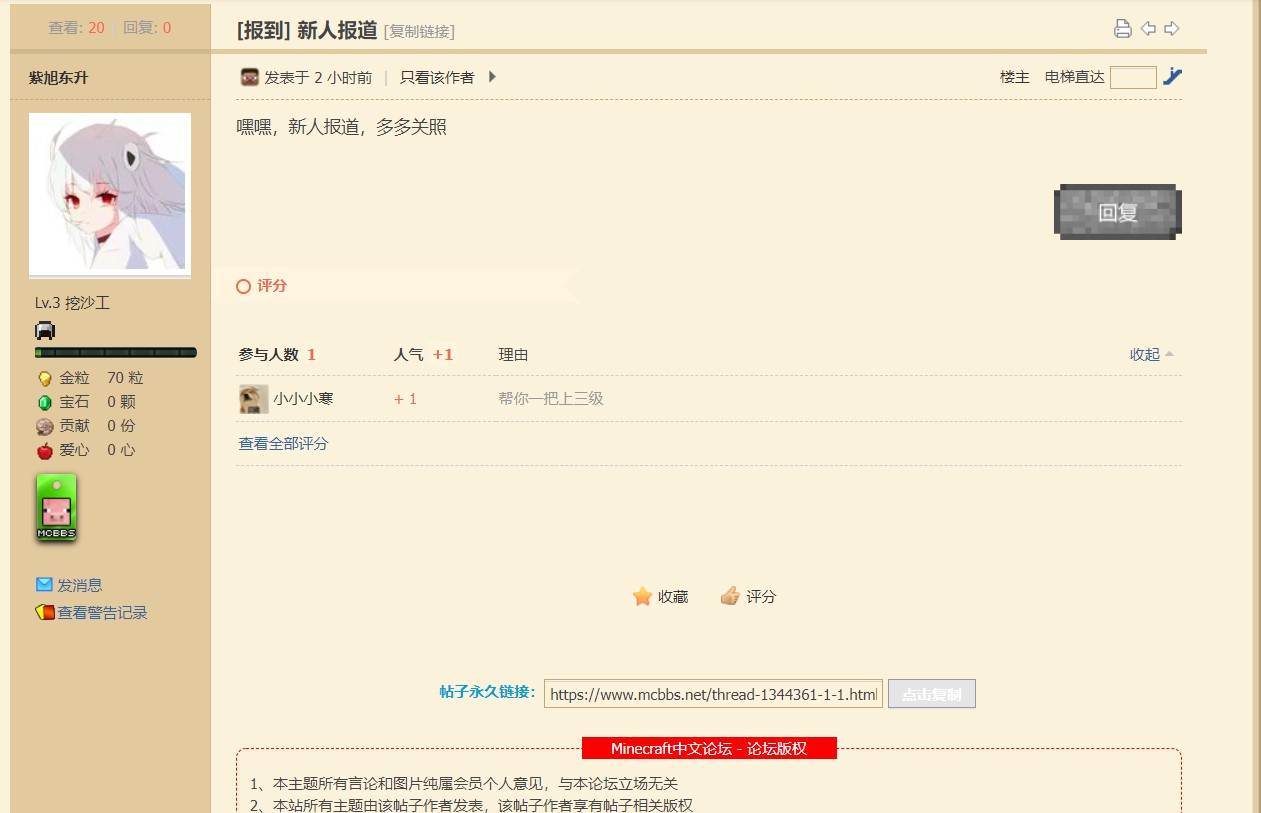 查看: 20 | 回复: 0
[报到] 新人报道 [复制链接]
紫旭东升
发表于 2 小时前 | 只看该作者
楼主 电梯直达
嘿嘿，新人报道，多多关照
回复
Lv.3 挖沙工
金粒 70 粒
宝石 0 颗
贡献 0 份
爱心 0 心
MCBBS
发消息
查看警告记录
评分
参与人数 1 人气 +1 理由 收起
小小小寒 + 1 帮你一把上三级
查看全部评分
收藏 评分
帖子永久链接: https://www.mcbbs.net/thread-1344361-1-1.html 点击复制
Minecraft中文论坛 - 论坛版权
1、本主题所有言论和图片纯属会员个人意见，与本论坛立场无关
2、本站所有主题由该帖子作者发表，该帖子作者享有帖子相关版权